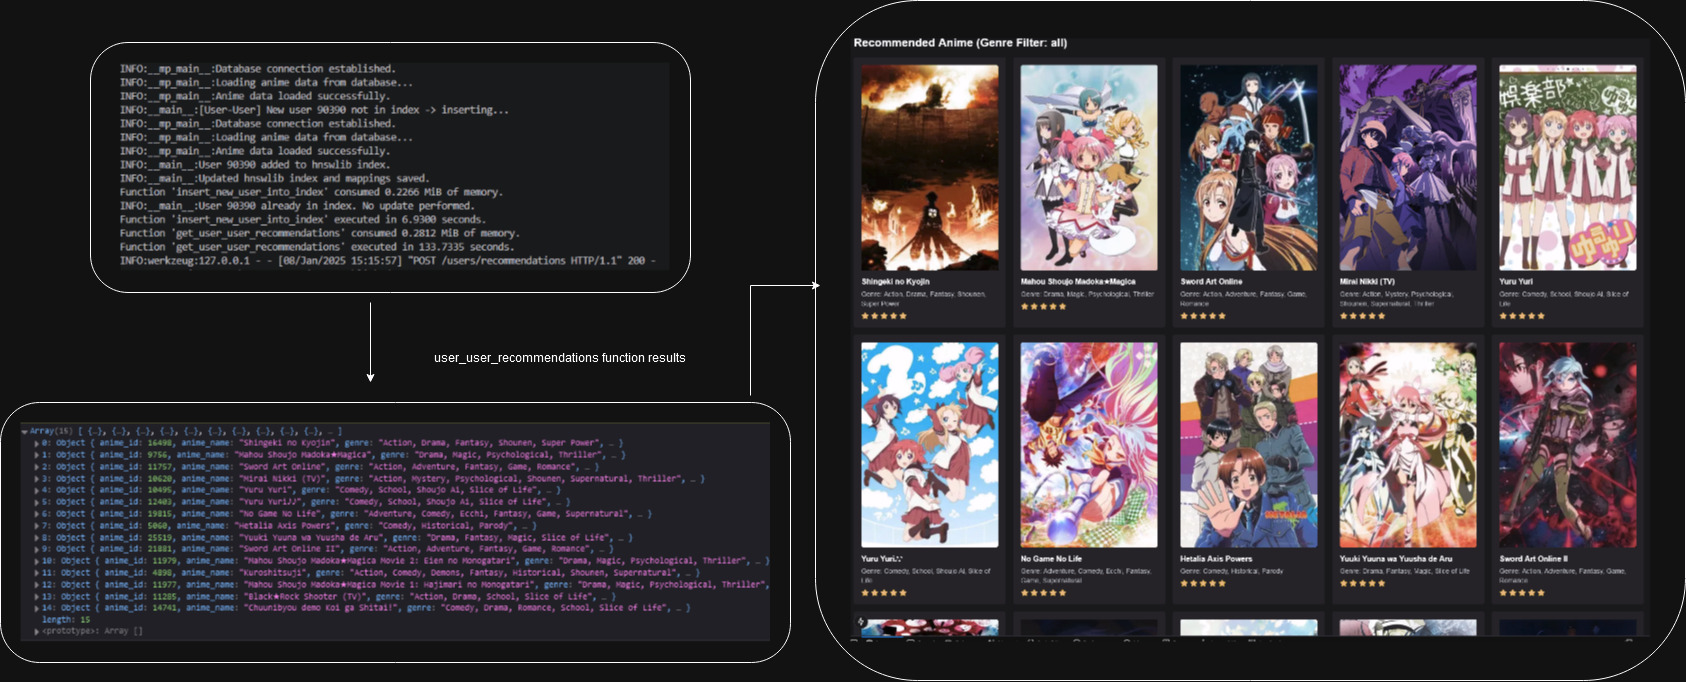 INFO:__mp_main__:Database connection established.
INFO:__mp_main__:Loading anime data from database...
INFO:__mp_main__:Anime data loaded successfully.
INFO:__main__:[User-User] New user 90390 not in index -> inserting...
INFO:__mp_main__:Database connection established.
INFO:__mp_main__:Loading anime data from database...
INFO:__mp_main__:Anime data loaded successfully.
INFO:__main__:User 90390 added to hnswlib index.
INFO:__main__:Updated hnswlib index and mappings saved.
Function 'insert_new_user_into_index' consumed 0.2266 MiB of memory.
INFO:__main__:User 90390 already in index. No update performed.
Function 'insert_new_user_into_index' executed in 6.9300 seconds.
Function 'get_user_user_recommendations' consumed 0.2812 MiB of memory.
Function 'get_user_user_recommendations' executed in 133.7335 seconds.
INFO:werkzeug:127.0.0.1 - - [08/Jan/2025 15:15:57] "POST /users/recommendations HTTP/1.1" 200 -
user_user_recommendations function results
Array(15) [ {…}, {…}, {…}, {…}, {…}, {…}, {…}, {…}, {…}, {…}, … ]
0: Object { anime_id: 16498, anime_name: "Shingeki no Kyojin", genre: "Action, Drama, Fantasy, Shounen, Super Power", … }
1: Object { anime_id: 9756, anime_name: "Mahou Shoujo Madoka★Magica", genre: "Drama, Magic, Psychological, Thriller", … }
2: Object { anime_id: 11757, anime_name: "Sword Art Online", genre: "Action, Adventure, Fantasy, Game, Romance", … }
3: Object { anime_id: 10620, anime_name: "Mirai Nikki (TV)", genre: "Action, Mystery, Psychological, Shounen, Supernatural, Thriller", … }
4: Object { anime_id: 10495, anime_name: "Yuru Yuri", genre: "Comedy, School, Shoujo Ai, Slice of Life", … }
5: Object { anime_id: 12403, anime_name: "Yuru Yuri♪♪", genre: "Comedy, School, Shoujo Ai, Slice of Life", … }
6: Object { anime_id: 19815, anime_name: "No Game No Life", genre: "Adventure, Comedy, Ecchi, Fantasy, Game, Supernatural", … }
7: Object { anime_id: 5060, anime_name: "Hetalia Axis Powers", genre: "Comedy, Historical, Parody", … }
8: Object { anime_id: 25519, anime_name: "Yuuki Yuuna wa Yuusha de Aru", genre: "Drama, Fantasy, Magic, Slice of Life", … }
9: Object { anime_id: 21881, anime_name: "Sword Art Online II", genre: "Action, Adventure, Fantasy, Game, Romance", … }
10: Object { anime_id: 11979, anime_name: "Mahou Shoujo Madoka★Magica Movie 2: Eien no Monogatari", genre: "Drama, Magic, Psychological, Thriller", … }
11: Object { anime_id: 4898, anime_name: "Kuroshitsuji", genre: "Action, Comedy, Demons, Fantasy, Historical, Shounen, Supernatural", … }
12: Object { anime_id: 11977, anime_name: "Mahou Shoujo Madoka★Magica Movie 1: Hajimari no Monogatari", genre: "Drama, Magic, Psychological, Thriller",
13: Object { anime_id: 11285, anime_name: "Black★Rock Shooter (TV)", genre: "Action, Drama, School, Slice of Life", … }
14: Object { anime_id: 14741, anime_name: "Chuunibyou demo Koi ga Shitai!", genre: "Comedy, Drama, Romance, School, Slice of Life", … }
length: 15
<prototype>: Array []
Recommended Anime (Genre Filter: all)
娯楽部
ゆるゆり
Shingeki no Kyojin
Genre: Action, Drama, Fantasy, Shounen,
Super Power
★★★★★
Mahou Shoujo Madoka★Magica
Genre: Drama, Magic, Psychological, Thriller
★★★★★
Sword Art Online
Genre: Action, Adventure, Fantasy, Game,
Romance
★★★★★
Mirai Nikki (TV)
Genre: Action, Mystery, Psychological,
Shounen, Supernatural, Thriller
★★★★★
Yuru Yuri
Genre: Comedy, School, Shoujo Ai, Slice of
Life
★★★★★
Yuru Yuri
Genre: Comedy, School, Shoujo Ai, Slice of
Life
★★★★★
No Game No Life
Genre: Adventure, Comedy, Ecchi, Fantasy,
Game, Supernatural
★★★★★
Hetalia Axis Powers
Genre: Comedy, Historical, Parody
★★★★★
Yuuki Yuuna wa Yuusha de Aru
Genre: Drama, Fantasy, Magic, Slice of Life
★★★★★
Sword Art Online II
Genre: Action, Adventure, Fantasy, Game,
Romance
★★★★★